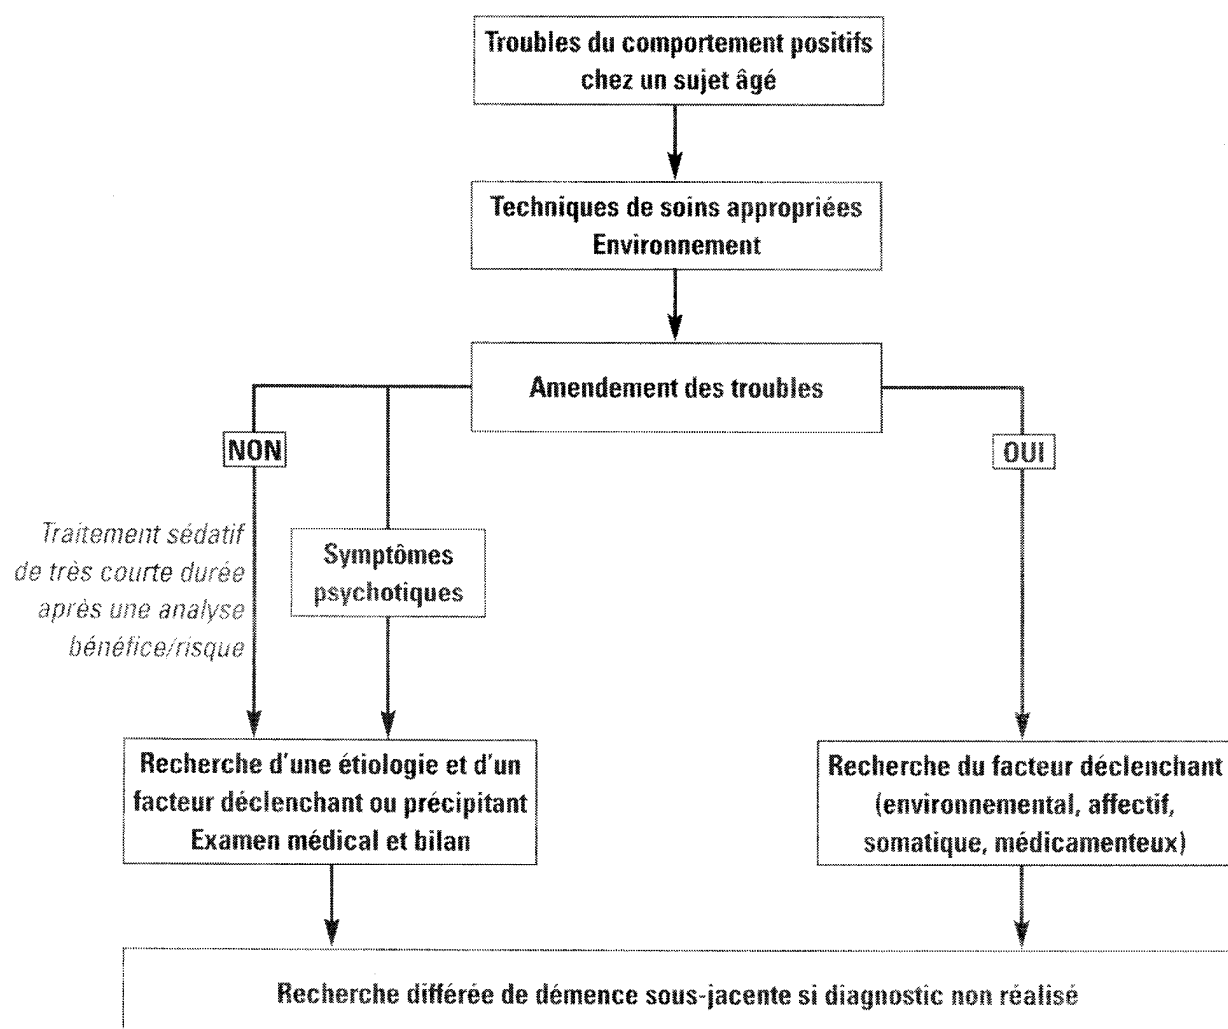 Troubles du comportement positifs
chez un sujet âgé
Techniques de soins appropriées
Environnement
Amendement des troubles
NON
OUI
Traitement sédatif
de très courte durée
après une analyse
bénéfice/risque
Symptômes
psychotiques
Recherche d'une étiologie et d'un
facteur déclenchant ou précipitant
Examen médical et bilan
Recherche du facteur déclenchant
(environnemental, affectif,
somatique, médicamenteux)
Recherche différée de démence sous-jacente si diagnostic non réalisé